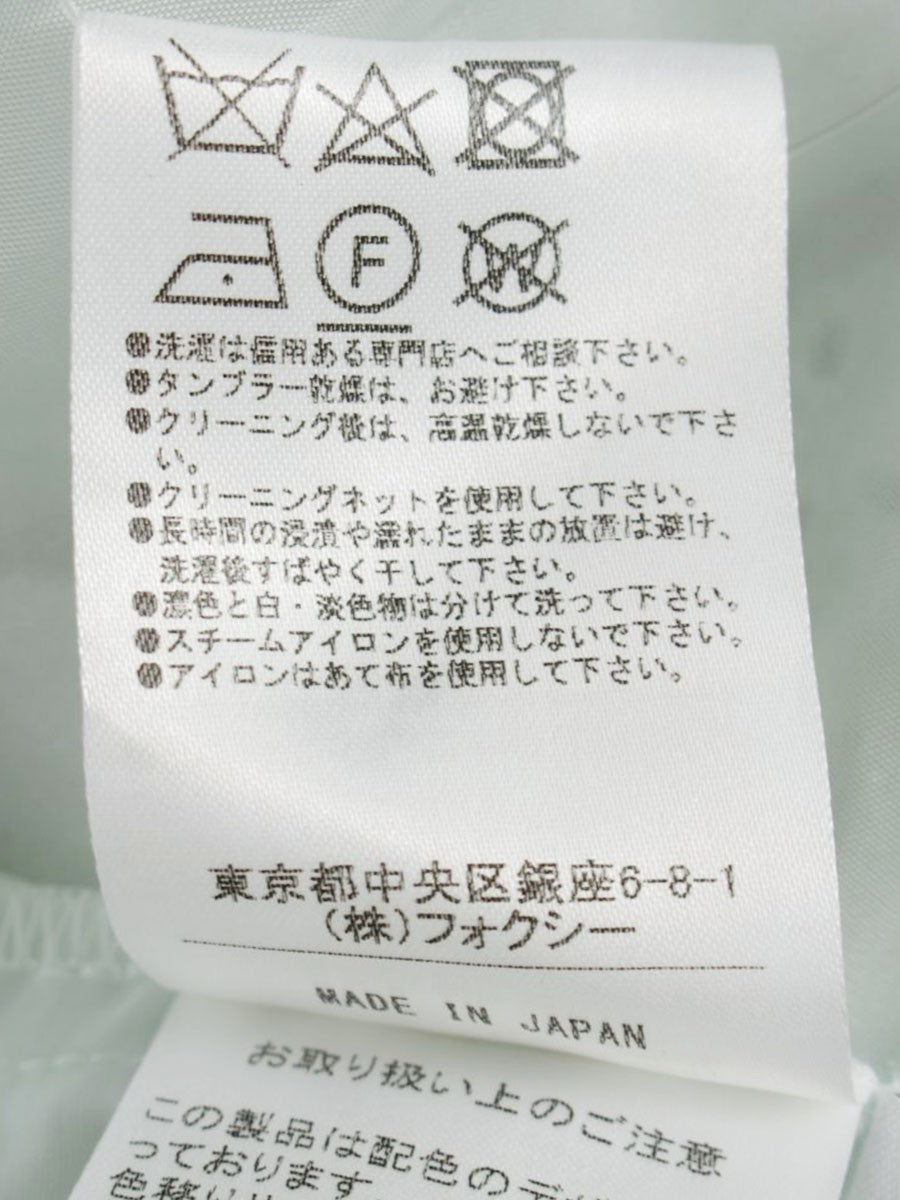 F
W
●洗濯は信用ある専門店へご相談下さい。
●タンブラー乾燥は、お避け下さい。
●クリーニング後は、高温乾燥しないで下さ
い。
●クリーニングネットを使用して下さい。
●長時間の浸漬や濡れたままの放置は避け、
洗濯後すばやく干して下さい。
●濃色と白・淡色物は分けて洗って下さい。
●スチームアイロンを使用しないで下さい。
●アイロンはあて布を使用して下さい。
東京都中央区銀座6-8-1
(株)フォクシー
MADE IN JAPAN
お取り扱い上のご注意
この製品は配色のデ
っております
色移り